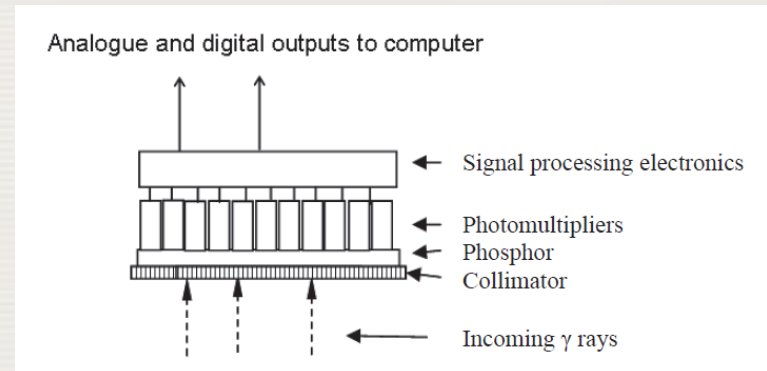 Analogue and digital outputs to computer
Signal processing electronics
Photomultipliers
Phosphor
Collimator
Incoming γ rays